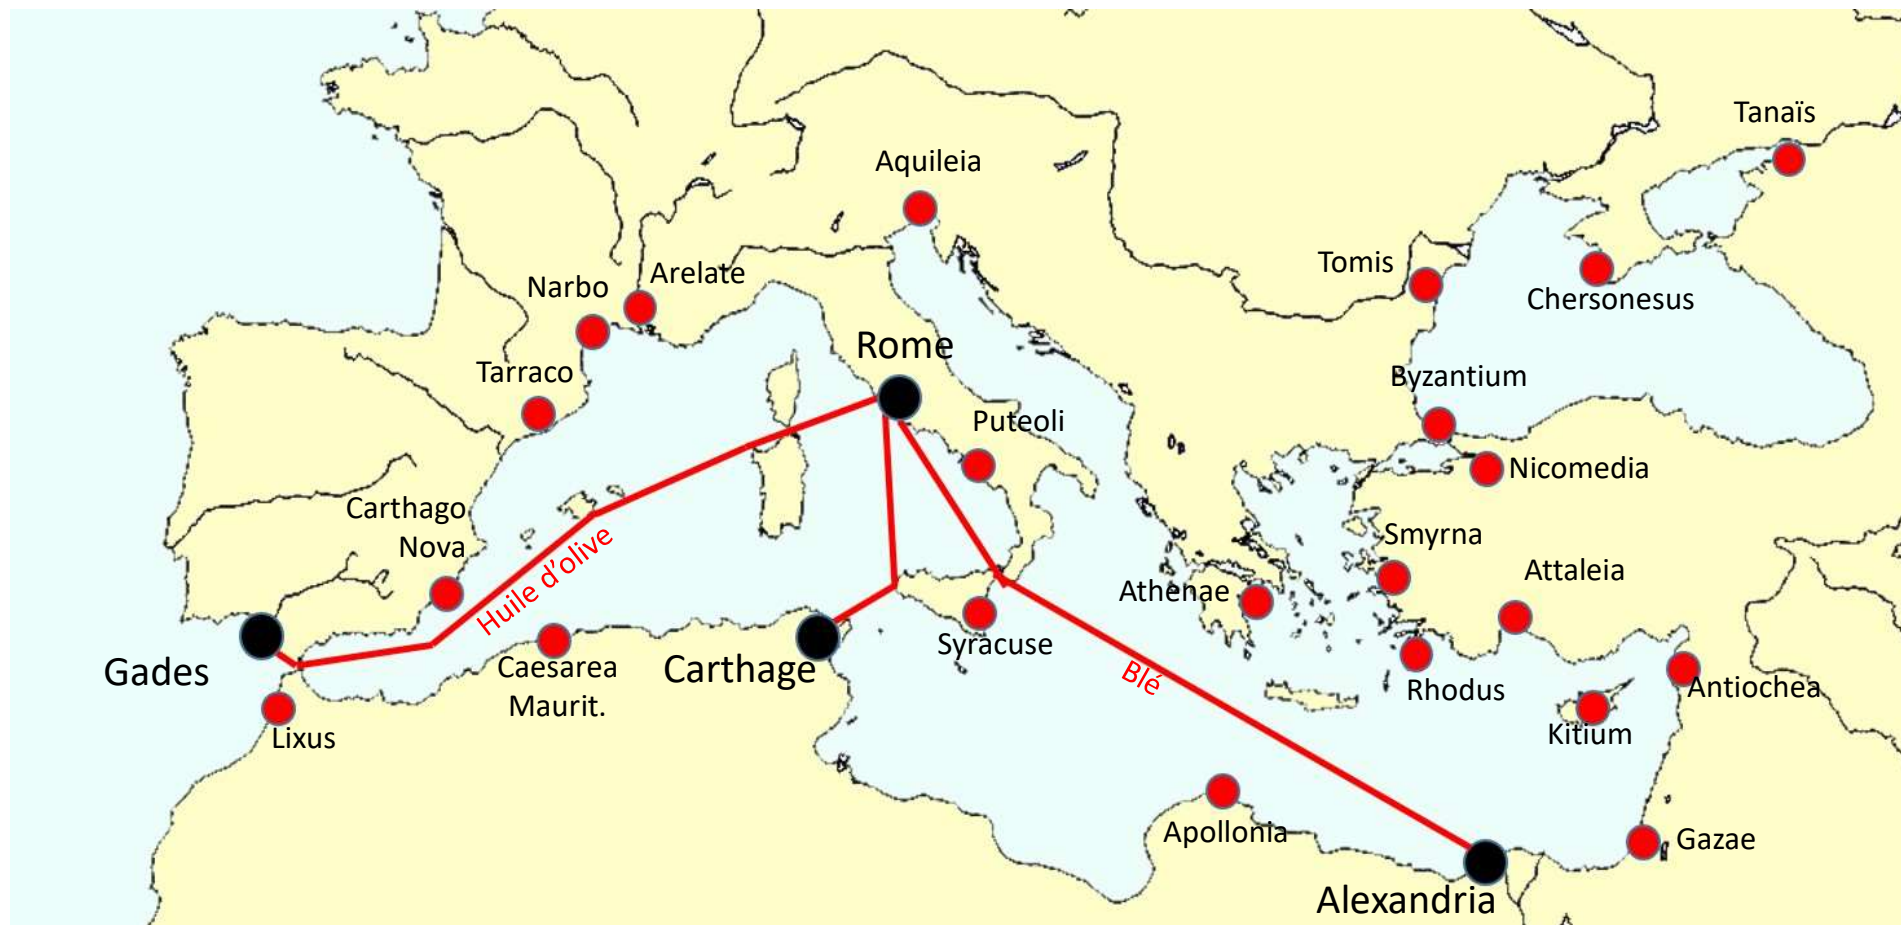 Tanaïs
Aquileia
Tomis
Arelate
Narbo
Chersonesus
Rome
Tarraco
Byzantium
Puteoli
Nicomedia
Carthago
Nova
Smyrna
Huile d'olive
Attaleia
Athenae
Syracuse
Gades
Caesarea
Maurit.
Carthage
Blé
Rhodus
Antiochea
Lixus
Kitium
Apollonia
Gazae
Alexandria